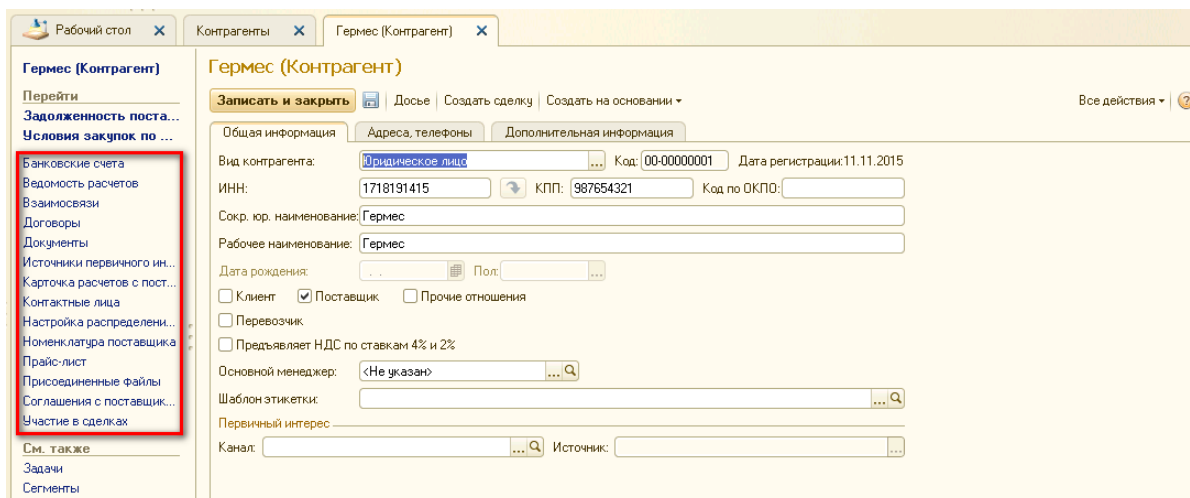 Рабочий стол Контрагенты Гермес (Контрагент)
Гермес (Контрагент)
Перейти
Задолженность поста...
Условия закупок по ...
Банковские счета
Ведомость расчетов
Взаимосвязи
Договоры
Документы
Источники первичного ин...
Карточка расчетов с пост...
Контактные лица
Настройка распределени...
Номенклатура поставщика
Прайс-лист
Присоединенные файлы
Соглашения с поставщик...
Участие в сделках
См. также
Задачи
Сегменты
Гермес (Контрагент)
Записать и закрыть Досье Создать сделку Создать на основании Все действия ?
Общая информация Адреса, телефоны Дополнительная информация
Вид контрагента: Юридическое лицо ... Код: 00-00000001 Дата регистрации:11.11.2015
ИНН: 1718191415 КПП: 987654321 Код по ОКПО:
Сокр. юр. наименование: Гермес
Рабочее наименование: Гермес
Дата рождения: . . Пол: ...
Клиент Поставщик Прочие отношения
Перевозчик
Предъявляет НДС по ставкам 4% и 2%
Основной менеджер: <Не указан> ...
Шаблон этикетки: ...
Первичный интерес
Канал: ... Источник: ...